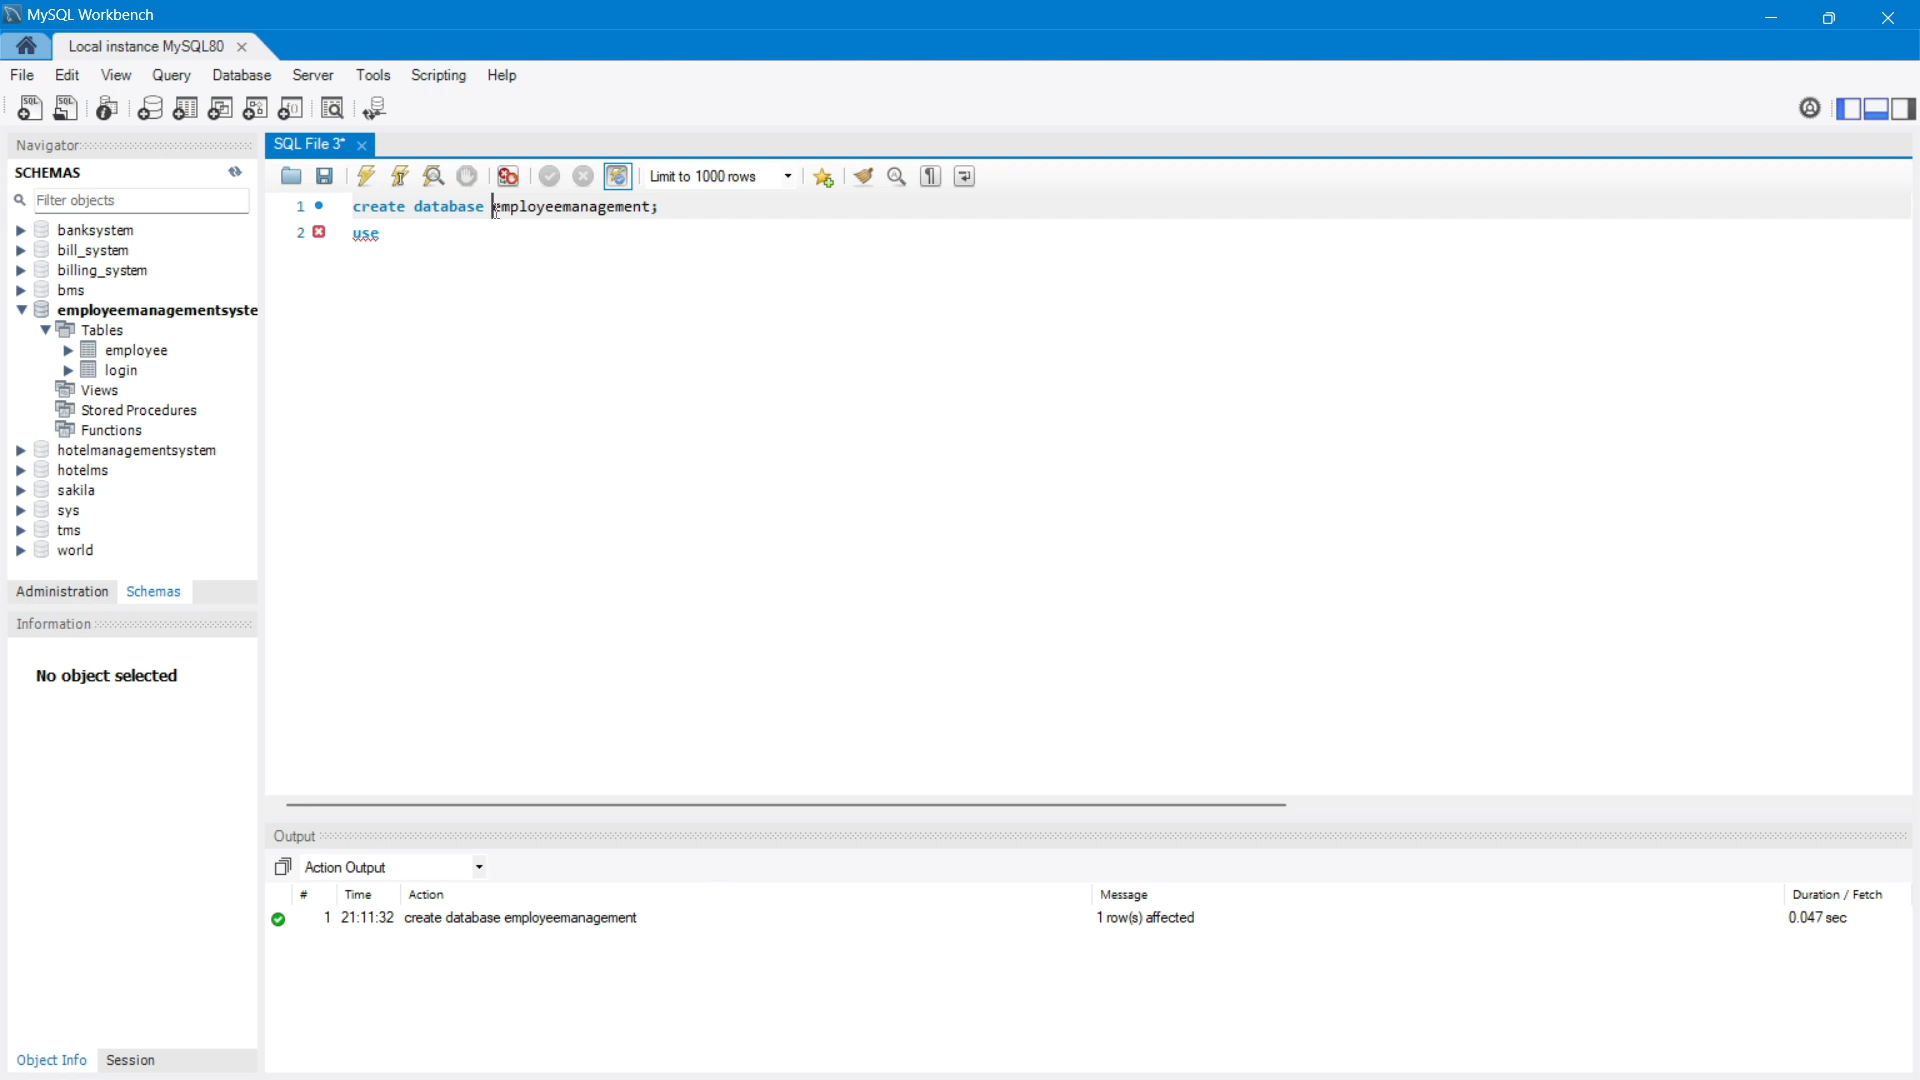 MySQL Workbench
Local instance MySQL80
File Edit View Query Database Server Tools Scripting Help
Navigator
SCHEMAS
Filter objects
banksystem
bill_system
billing_system
bms
employeemanagementsyste
Tables
employee
login
Views
Stored Procedures
Functions
hotelmanagementsystem
hotelms
sakila
sys
tms
world
Administration Schemas
Information
No object selected
Object Info Session
SQL File 3*
Limit to 1000 rows
1 create database employeemanagement;
2 use
Output
Action Output
# Time Action Message Duration / Fetch
1 21:11:32 create database employeemanagement 1 row(s) affected 0.047 sec